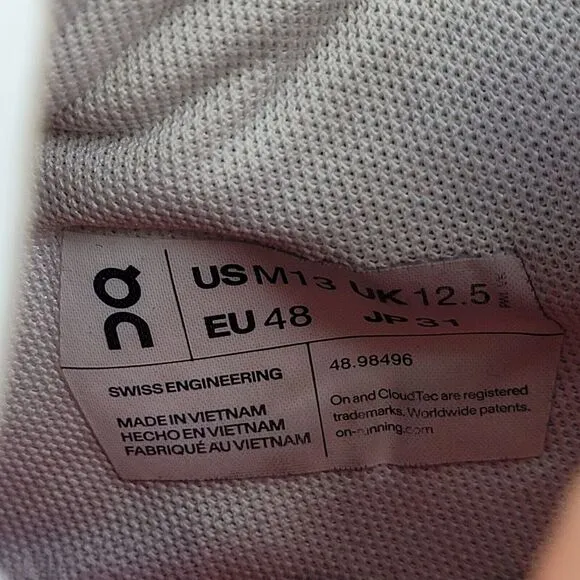 US M 13 UK 12.5
EU 48 JP 31
SWISS ENGINEERING
48.98496
MADE IN VIETNAM
HECHO EN VIETNAM
FABRIQUÉ AU VIETNAM
On and CloudTec are registered
trademarks. Worldwide patents.
on-running.com